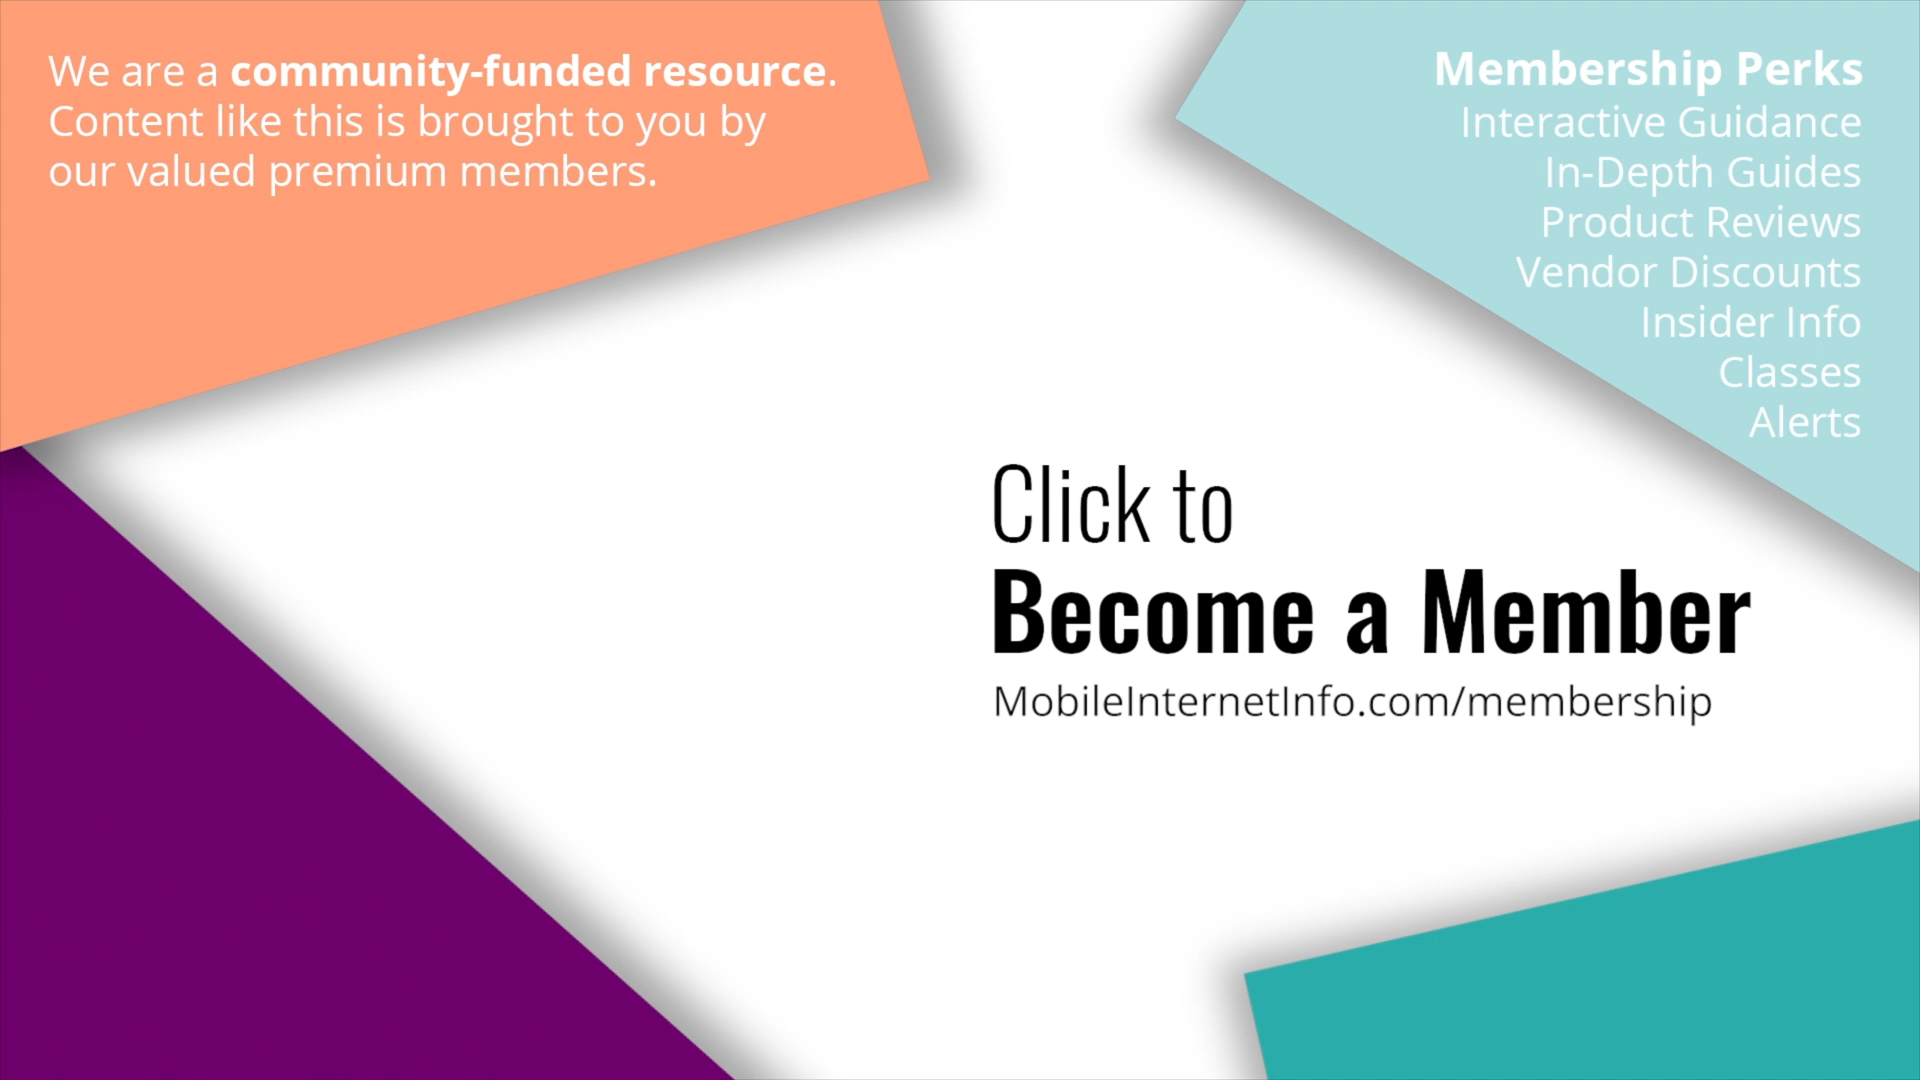 We are a community-funded resource.
Content like this is brought to you by
our valued premium members.
Membership Perks
Interactive Guidance
In-Depth Guides
Product Reviews
Vendor Discounts
Insider Info
Classes
Alerts
Click to
Become a Member
MobileInternetInfo.com/membership